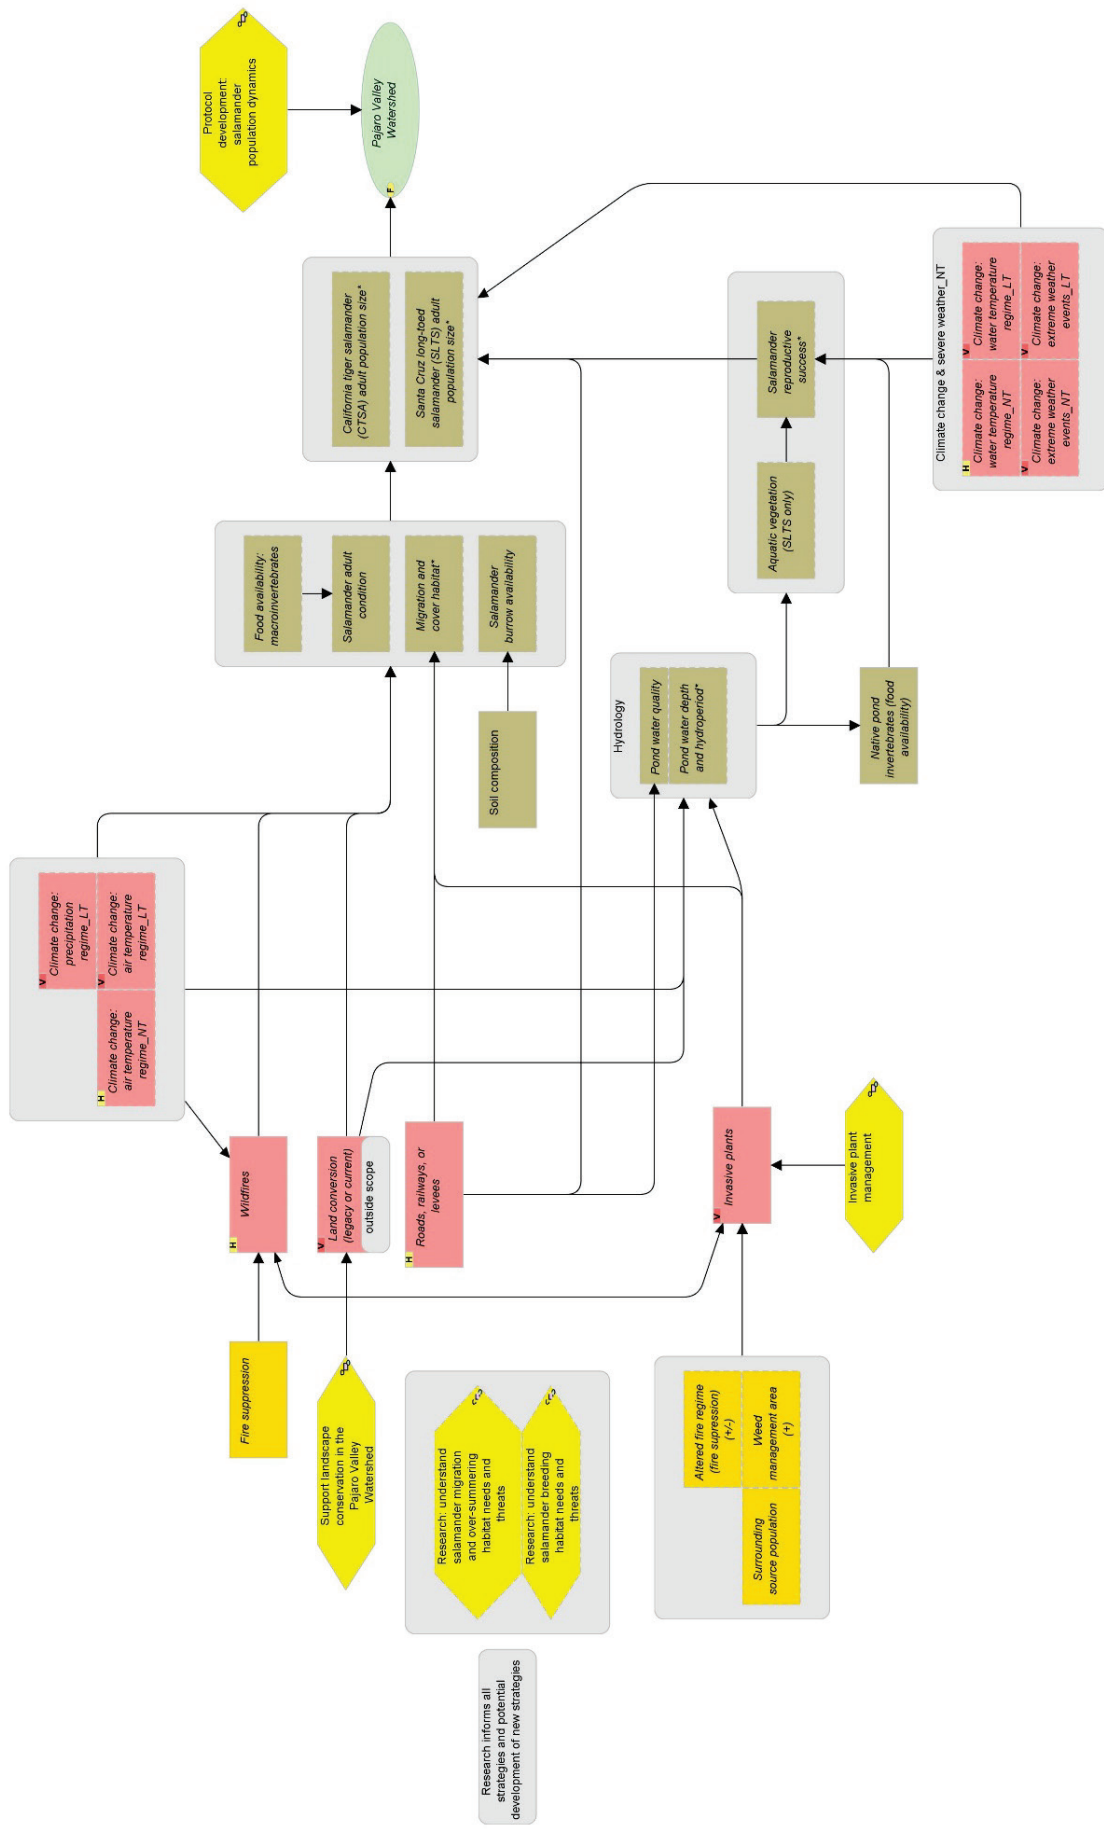 Research informs all
strategies and potential
development of new strategies
Fire suppression
Support landscape
conservation in the
Pajaro Valley
Watershed
Research: understand
salamander migration
and over-summering
habitat needs and
threats
Research: understand
salamander breeding
habitat needs and
threats
Altered fire regime
(fire supression)
(+/-)
Surrounding
source population
Weed
management area
(+)
H
Wildfires
V
Land conversion
(legacy or current)
outside scope
H
Roads, railways, or
levees
V
Invasive plants
Invasive plant
management
V
Climate change:
precipitation
regime_LT
H
Climate change:
air temperature
regime_NT
V
Climate change:
air temperature
regime_LT
Soil composition
Hydrology
Pond water quality
Pond water depth
and hydroperiod*
Native pond
invertebrates (food
availability)
Food availability:
macroinvertebrates
Salamander adult
condition
Migration and
cover habitat*
Salamander
burrow availability
Aquatic vegetation
(SLTS only)
Salamander
reproductive
success*
California tiger salamander
(CTSA) adult population size*
Santa Cruz long-toed
salamander (SLTS) adult
population size*
Climate change & severe weather_NT
H
Climate change:
water temperature
regime_NT
V
Climate change:
water temperature
regime_LT
V
Climate change:
extreme weather
events_NT
V
Climate change:
extreme weather
events_LT
Protocol
development:
salamander
population dynamics
F
Pajaro Valley
Watershed